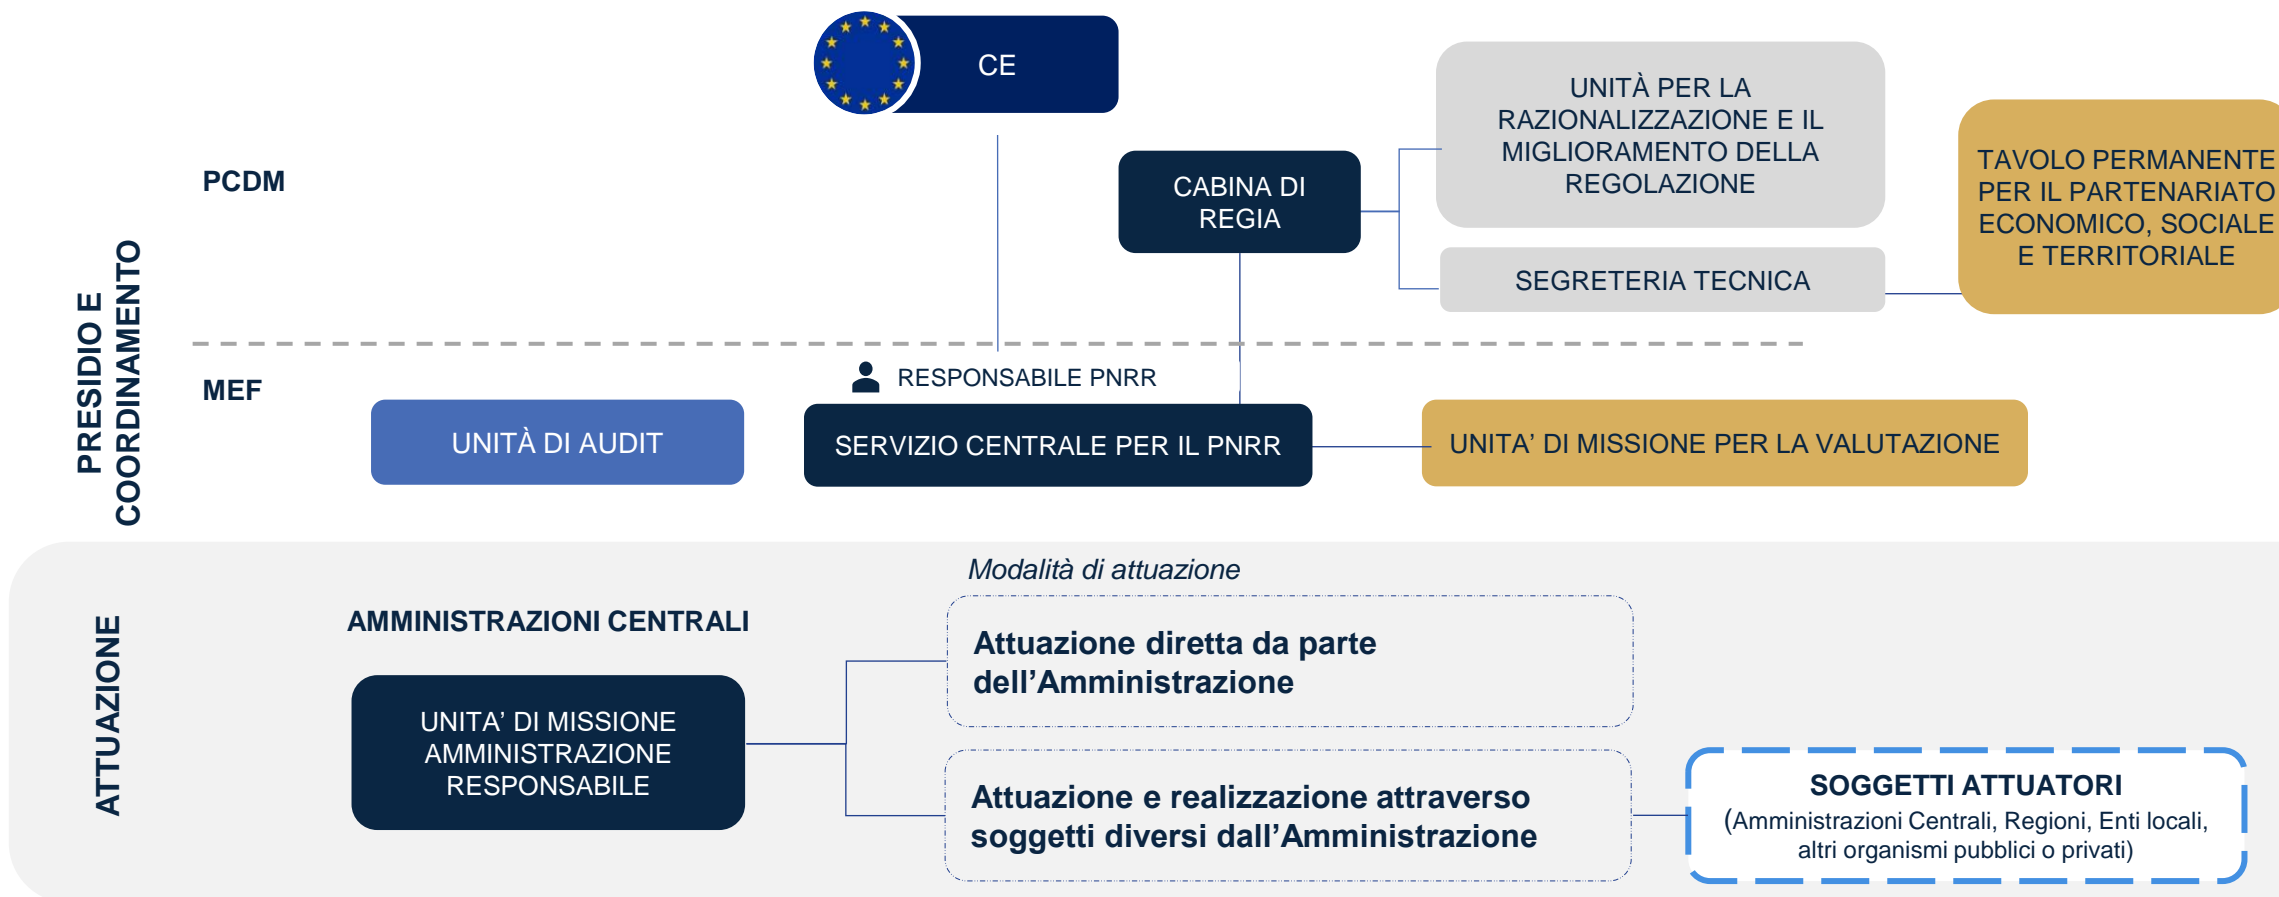 CE
UNITÀ PER LA
RAZIONALIZZAZIONE E IL
MIGLIORAMENTO DELLA
REGOLAZIONE
TAVOLO PERMANENTE
PER IL PARTENARIATO
ECONOMICO, SOCIALE
E TERRITORIALE
PCDM
CABINA DI
REGIA
SEGRETERIA TECNICA
PRESIDIO E
COORDINAMENTO
MEF
RESPONSABILE PNRR
UNITÀ DI AUDIT
SERVIZIO CENTRALE PER IL PNRR
UNITA’ DI MISSIONE PER LA VALUTAZIONE
ATTUAZIONE
AMMINISTRAZIONI CENTRALI
UNITA’ DI MISSIONE
AMMINISTRAZIONE
RESPONSABILE
Modalità di attuazione
Attuazione diretta da parte
dell’Amministrazione
Attuazione e realizzazione attraverso
soggetti diversi dall’Amministrazione
SOGGETTI ATTUATORI
(Amministrazioni Centrali, Regioni, Enti locali,
altri organismi pubblici o privati)